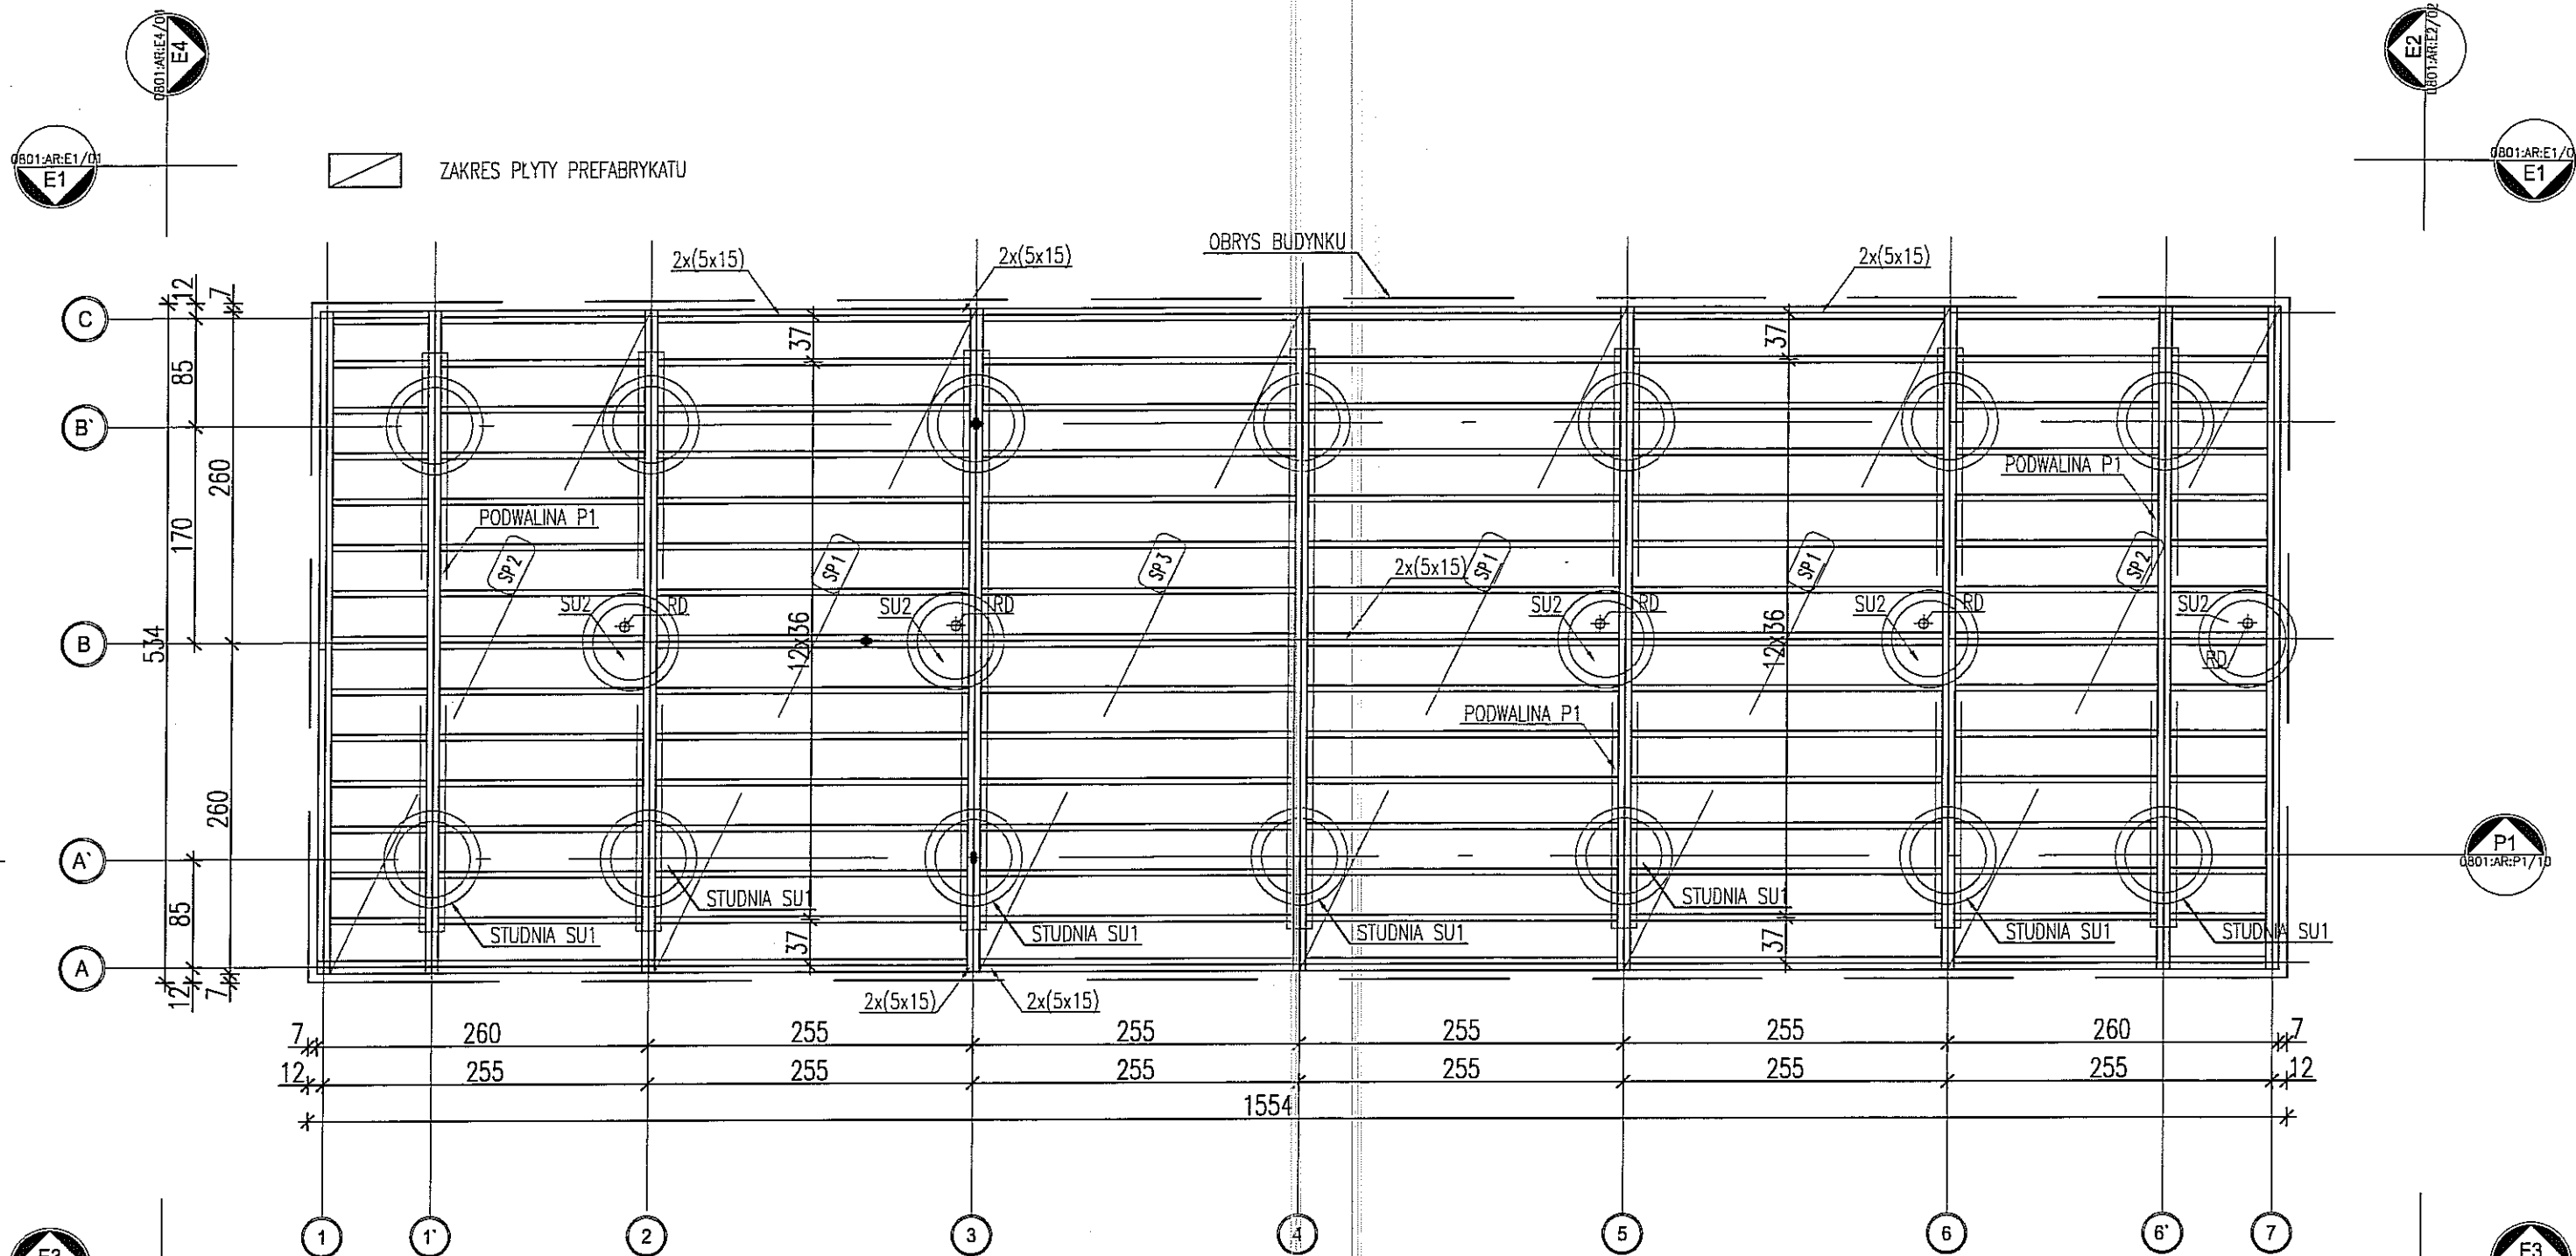 0801:AR:E4/01
E4
E2
0801:AR:E2/02
0801:AR:E1/01
E1
ZAKRES PŁYTY PREFABRYKATU
0801:AR:E1/0
E1
OBRYS BUDYNKU
2x(5x15)
2x(5x15)
2x(5x15)
12
7
C
37
37
85
B'
260
PODWALINA P1
170
PODWALINA P1
SP2
SP1
SP3
SP1
SP1
SP2
2x(5x15)
SU2
RD
SU2
RD
SU2
RD
SU2
RD
SU2
RD
B
534
12x36
12x36
PODWALINA P1
260
A'
P1
0801:AR:P1/10
85
STUDNIA SU1
STUDNIA SU1
STUDNIA SU1
STUDNIA SU1
STUDNIA SU1
STUDNIA SU1
STUDNIA SU1
37
37
A
12
7
2x(5x15)
2x(5x15)
7
260
255
255
255
255
260
7
12
255
255
255
255
255
255
12
1554
1
1'
2
3
4
5
6
6'
7
E3
E3